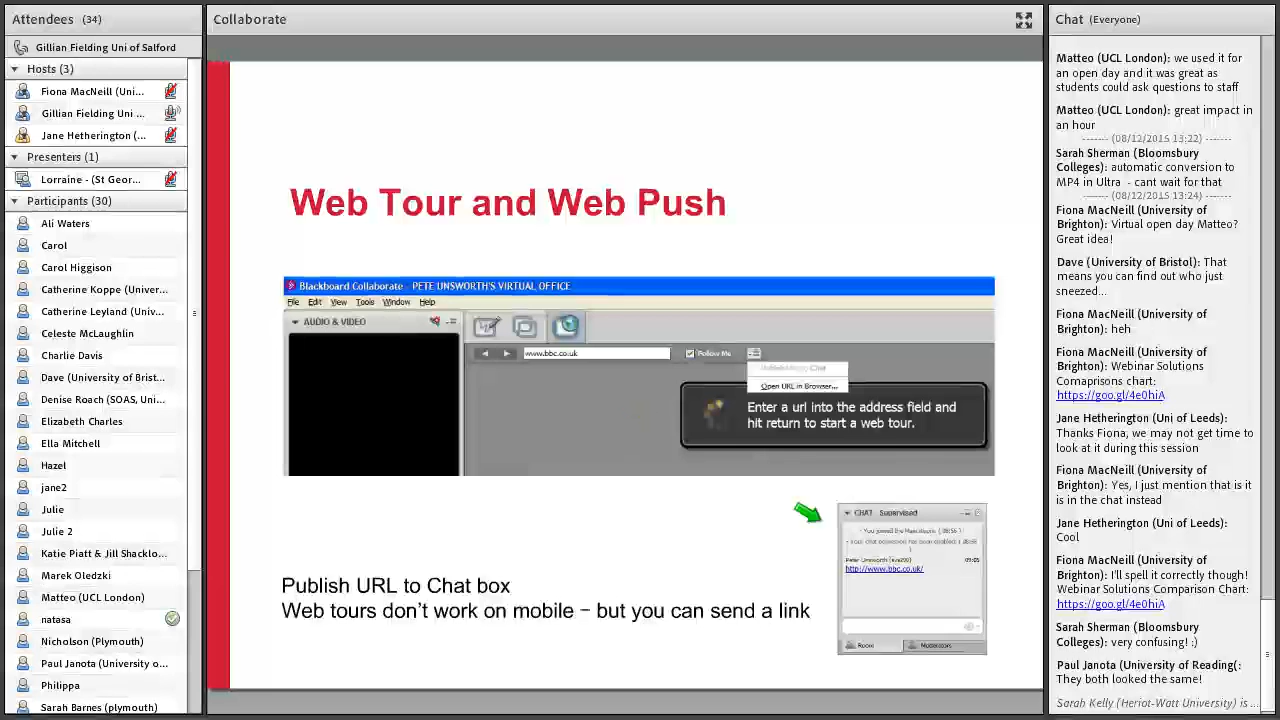 Attendees (34)
Gillian Fielding Uni of Salford
Hosts (3)
Fiona MacNeill (Uni...
Gillian Fielding Uni ...
Jane Hetherington (...
Presenters (1)
Lorraine - (St Geor...
Participants (30)
Ali Waters
Carol
Carol Higgison
Catherine Koppe (Univer...
Catherine Leyland (Univ...
Celeste McLaughlin
Charlie Davis
Dave (University of Brist...
Denise Roach (SOAS, Uni...
Elizabeth Charles
Ella Mitchell
Hazel
jane2
Julie
Julie 2
Katie Piatt & Jill Shacklo...
Marek Oledzki
Matteo (UCL London)
natasa
Nicholson (Plymouth)
Paul Janota (University o...
Philippa
Sarah Barnes (plymouth)
Collaborate
Web Tour and Web Push
Blackboard Collaborate - PETE UNSWORTH'S VIRTUAL OFFICE
File Edit View Tools Window Help
AUDIO & VIDEO
www.bbc.co.uk
Follow Me
Open URL in Browser...
Enter a url into the address field and
hit return to start a web tour.
Publish URL to Chat box
Web tours don't work on mobile – but you can send a link
CHAT Supervised
09:05
http://www.bbc.co.uk/
Room Moderators
Chat (Everyone)
Matteo (UCL London): we used it for
an open day and it was great as
students could ask questions to staff
Matteo (UCL London): great impact in
an hour
------- (08/12/2015 13:22) -------
Sarah Sherman (Bloomsbury
Colleges): automatic conversion to
MP4 in Ultra - cant wait for that
------- (08/12/2015 13:24) -------
Fiona MacNeill (University of
Brighton): Virtual open day Matteo?
Great idea!
Dave (University of Bristol): That
means you can find out who just
sneezed...
Fiona MacNeill (University of
Brighton): heh
Fiona MacNeill (University of
Brighton): Webinar Solutions
Comaprisons chart:
https://goo.gl/4e0hiA
Jane Hetherington (Uni of Leeds):
Thanks Fiona, we may not get time to
look at it during this session
Fiona MacNeill (University of
Brighton): Yes, I just mention that is it
is in the chat instead
Jane Hetherington (Uni of Leeds):
Cool
Fiona MacNeill (University of
Brighton): I'll spell it correctly though!
Webinar Solutions Comparison Chart:
https://goo.gl/4e0hiA
Sarah Sherman (Bloomsbury
Colleges): very confusing! :)
Paul Janota (University of Reading(:
They both looked the same!
Sarah Kelly (Heriot-Watt University) is ...